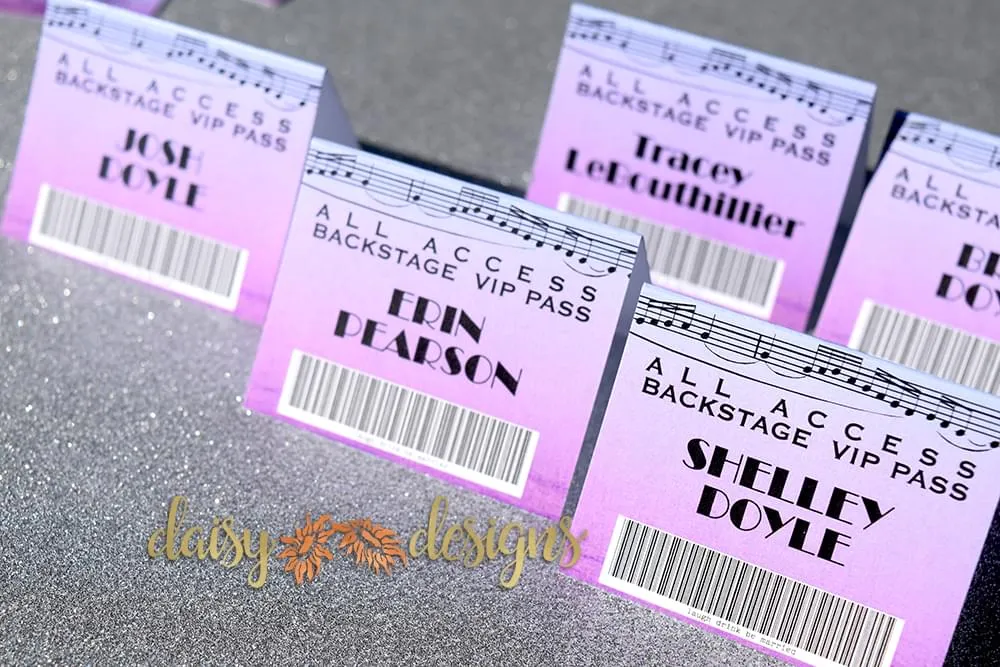 ALL ACCESS
BACKSTAGE VIP PASS
JOSH
DOYLE
ALL ACCESS
BACKSTAGE VIP PASS
Tracey
LeBouthillier
ALL ACCESS
BACKSTAGE VIP PASS
ERIN
PEARSON
ALL ACCESS
BACKSTAGE VIP PASS
SHELLEY
DOYLE
laugh drink be married
daisy designs